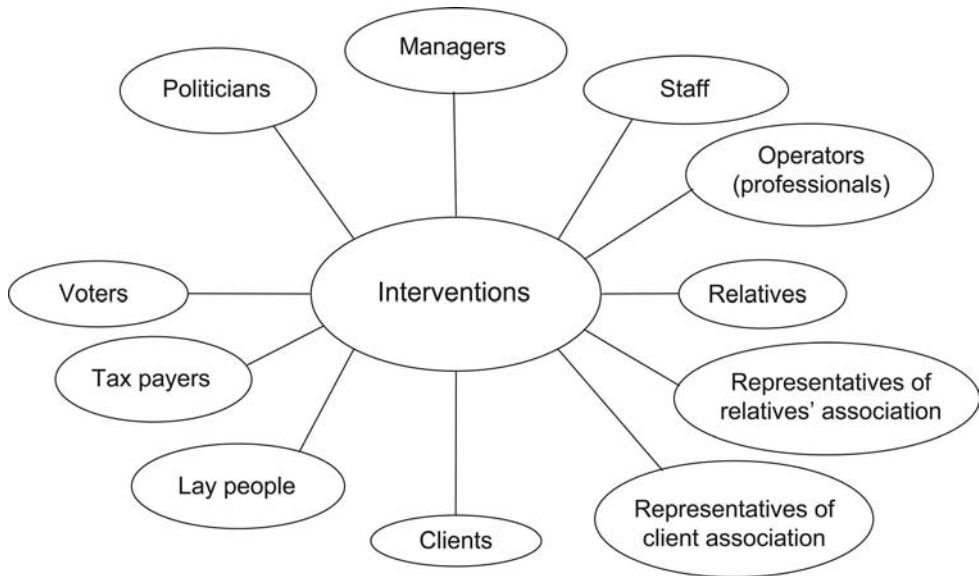 Managers
Politicians
Staff
Operators
(professionals)
Voters
Interventions
Relatives
Tax payers
Representatives of
relatives’ association
Lay people
Clients
Representatives of
client association